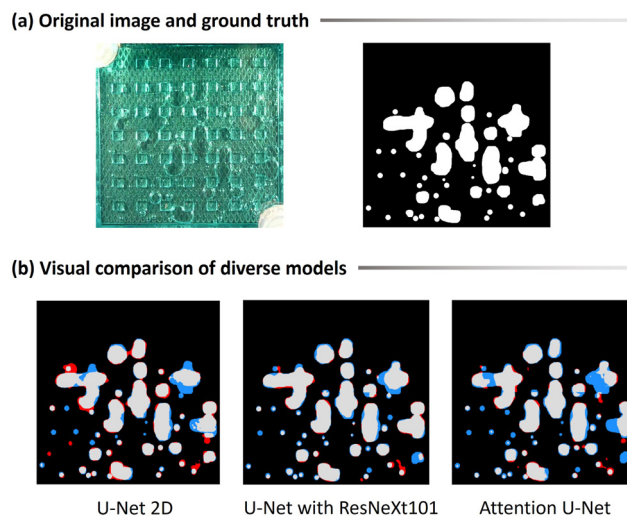 (a) Original image and ground truth
(b) Visual comparison of diverse models
U-Net 2D
U-Net with ResNeXt101
Attention U-Net